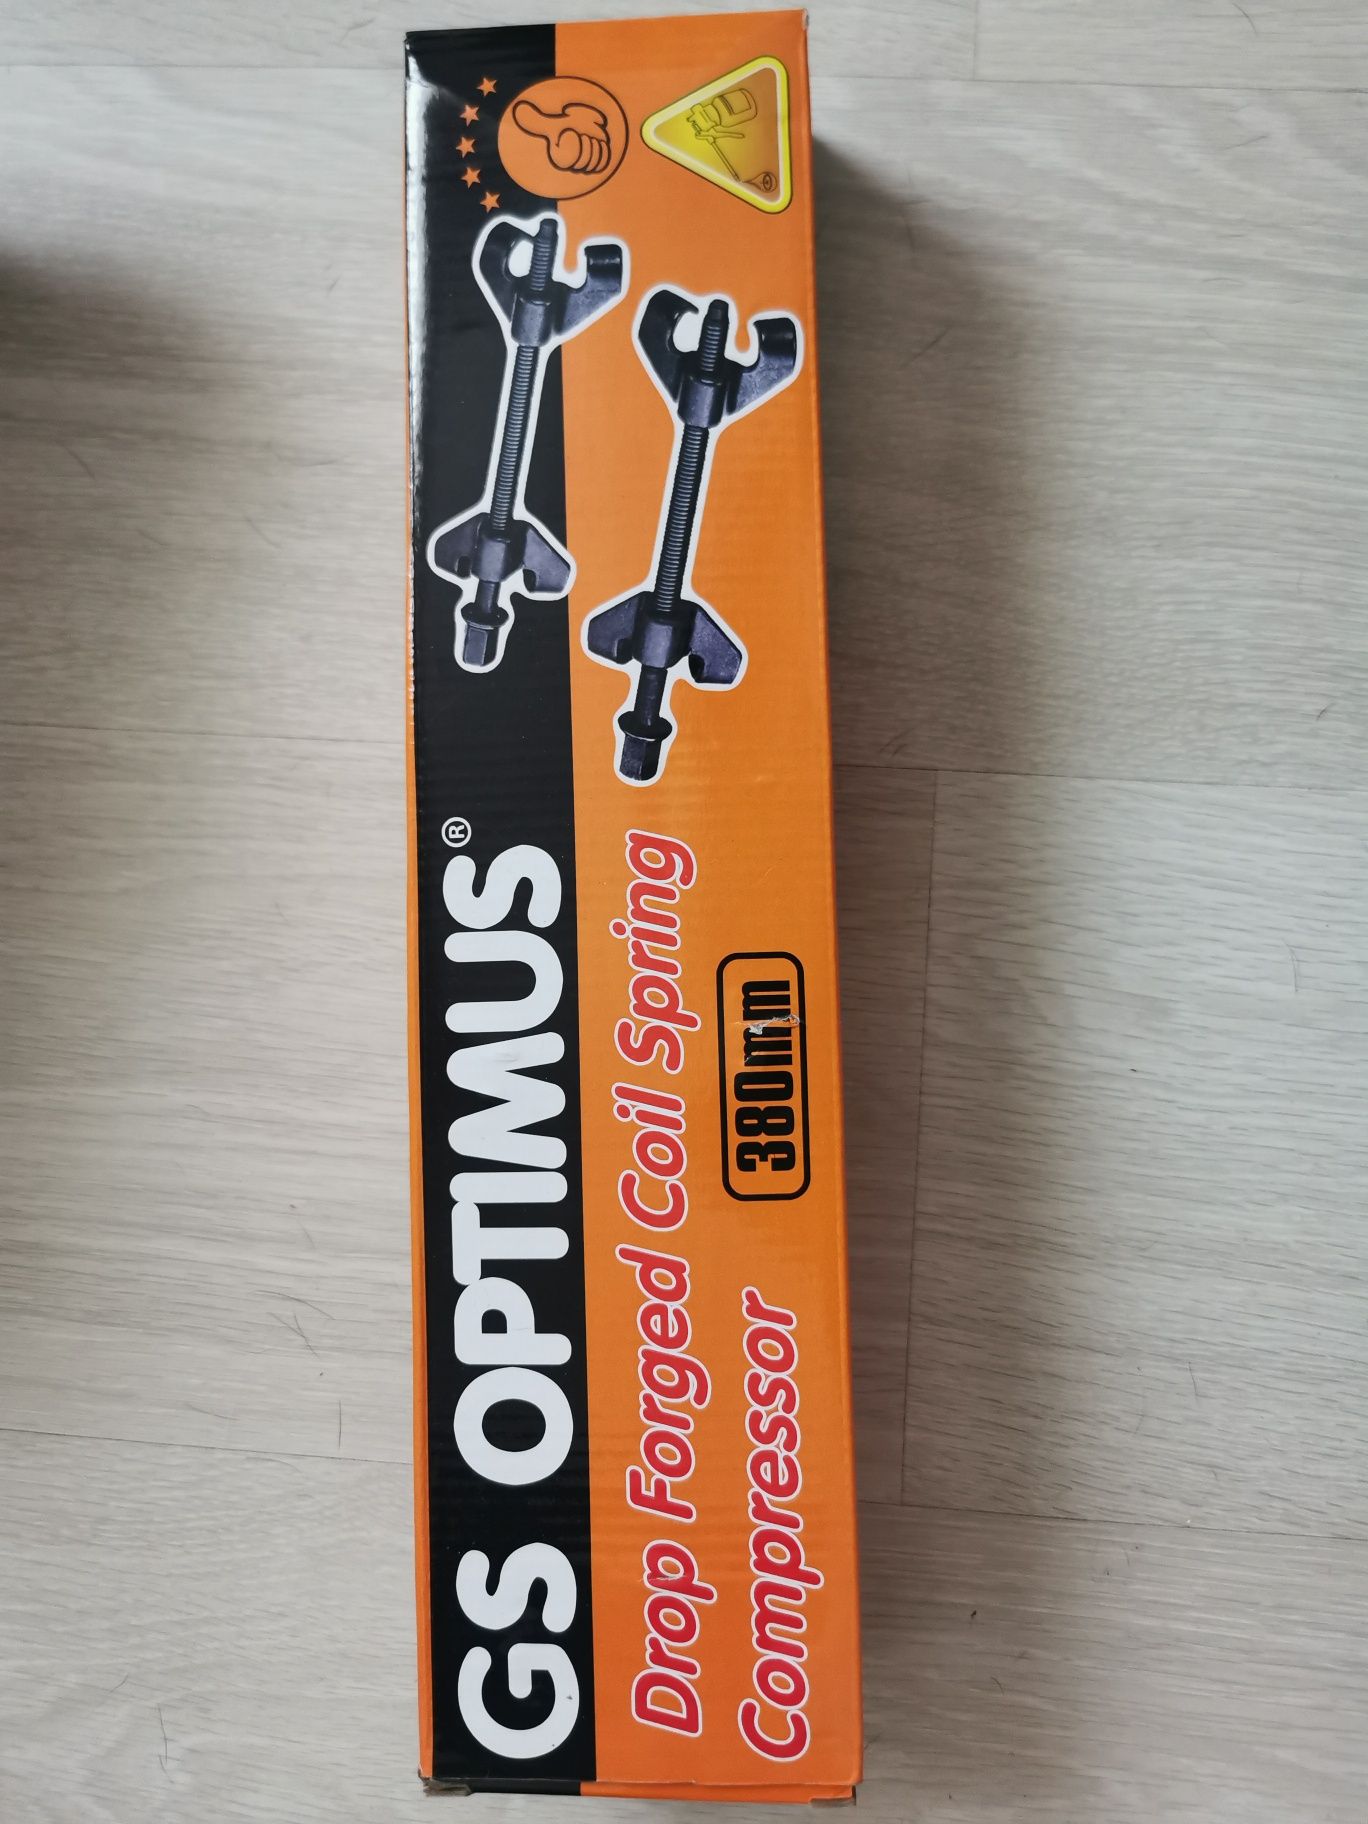 GS OPTIMUS®
Drop Forged Coil Spring
Compressor
380mm